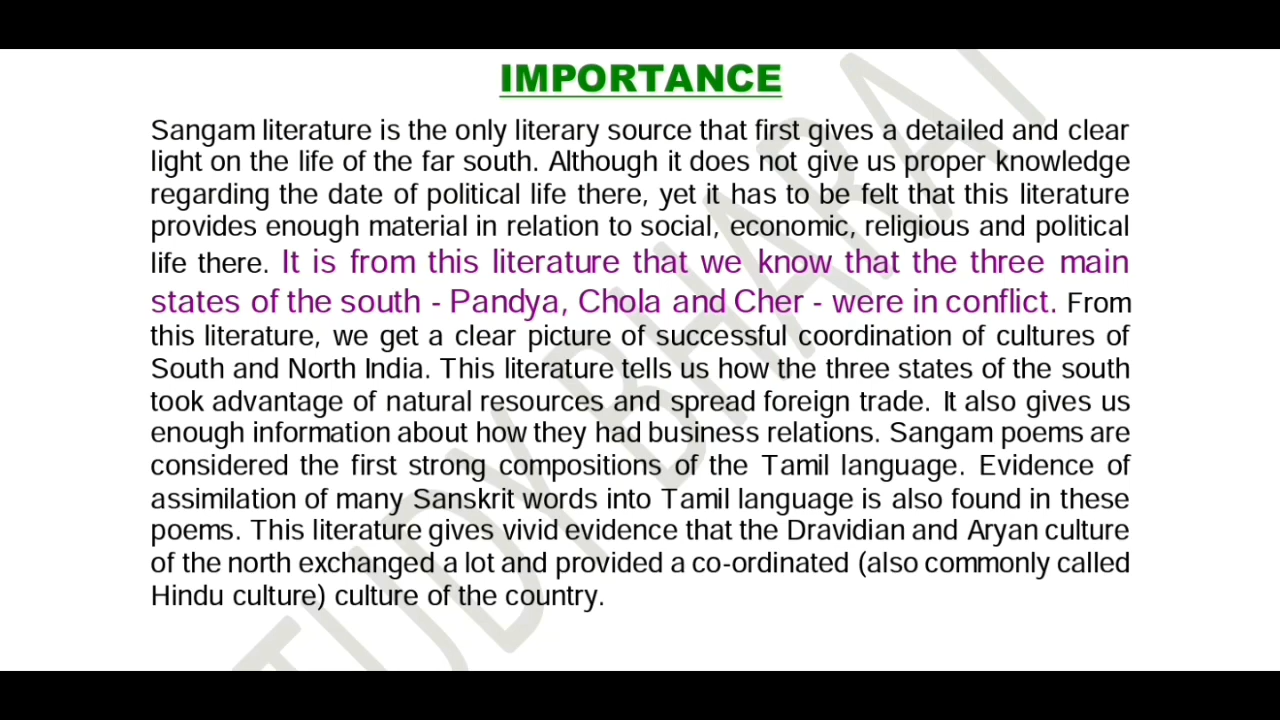 IMPORTANCE
Sangam literature is the only literary source that first gives a detailed and clear
light on the life of the far south. Although it does not give us proper knowledge
regarding the date of political life there, yet it has to be felt that this literature
provides enough material in relation to social, economic, religious and political
life there. It is from this literature that we know that the three main
states of the south - Pandya, Chola and Cher - were in conflict. From
this literature, we get a clear picture of successful coordination of cultures of
South and North India. This literature tells us how the three states of the south
took advantage of natural resources and spread foreign trade. It also gives us
enough information about how they had business relations. Sangam poems are
considered the first strong compositions of the Tamil language. Evidence of
assimilation of many Sanskrit words into Tamil language is also found in these
poems. This literature gives vivid evidence that the Dravidian and Aryan culture
of the north exchanged a lot and provided a co-ordinated (also commonly called
Hindu culture) culture of the country.
TUDY BHARAT